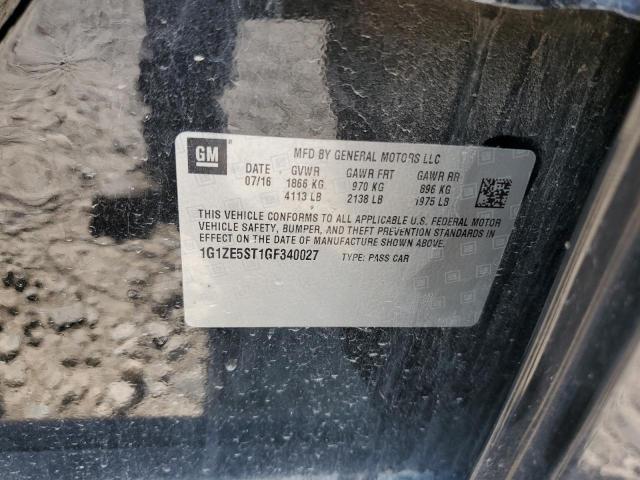 GM
MFD BY GENERAL MOTORS LLC
DATE GVWR GAWR FRT GAWR RR
07/16 1866 KG 970 KG 896 KG
4113 LB 2138 LB 1975 LB
THIS VEHICLE CONFORMS TO ALL APPLICABLE U.S. FEDERAL MOTOR
VEHICLE SAFETY, BUMPER, AND THEFT PREVENTION STANDARDS IN
EFFECT ON THE DATE OF MANUFACTURE SHOWN ABOVE.
1G1ZE5ST1GF340027 TYPE: PASS CAR